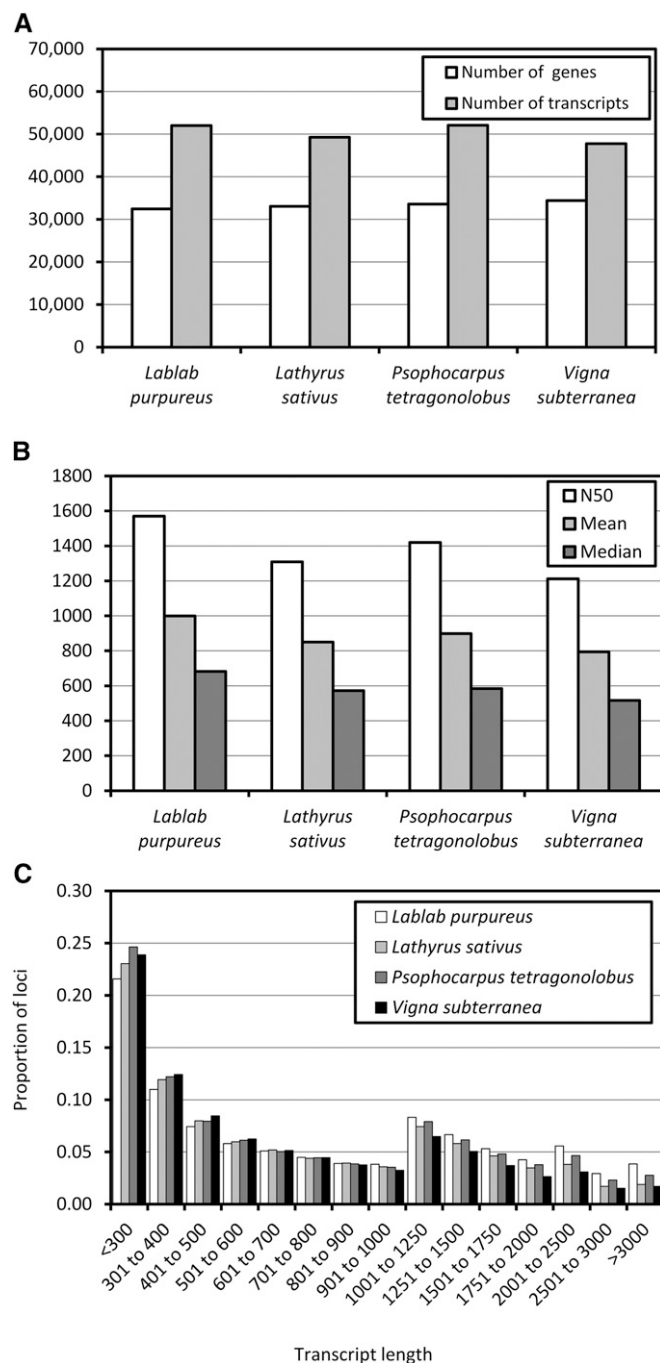 A
70,000
60,000
50,000
40,000
30,000
20,000
10,000
0
Number of genes
Number of transcripts
Lablab
purpureus
Lathyrus
sativus
Psophocarpus
tetragonolobus
Vigna
subterranea
B
1800
1600
1400
1200
1000
800
600
400
200
0
N50
Mean
Median
Lablab
purpureus
Lathyrus
sativus
Psophocarpus
tetragonolobus
Vigna
subterranea
C
Proportion of loci
0.30
0.25
0.20
0.15
0.10
0.05
0.00
Lablab purpureus
Lathyrus sativus
Psophocarpus tetragonolobus
Vigna subterranea
<300
301 to 400
401 to 500
501 to 600
601 to 700
701 to 800
801 to 900
901 to 1000
1001 to 1250
1251 to 1500
1501 to 1750
1751 to 2000
2001 to 2500
2501 to 3000
>3000
Transcript length